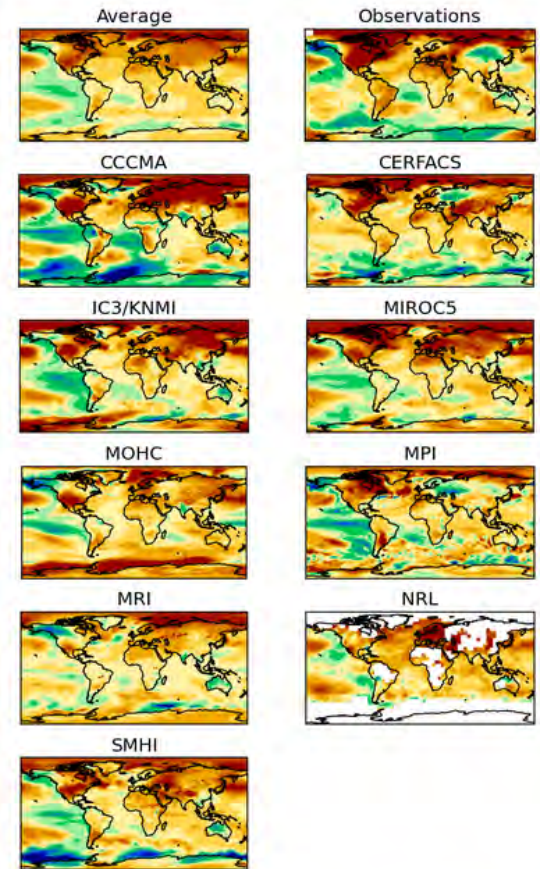 Average
Observations
CCCMA
CERFACS
IC3/KNMI
MIROC5
MOHC
MPI
MRI
NRL
SMHI